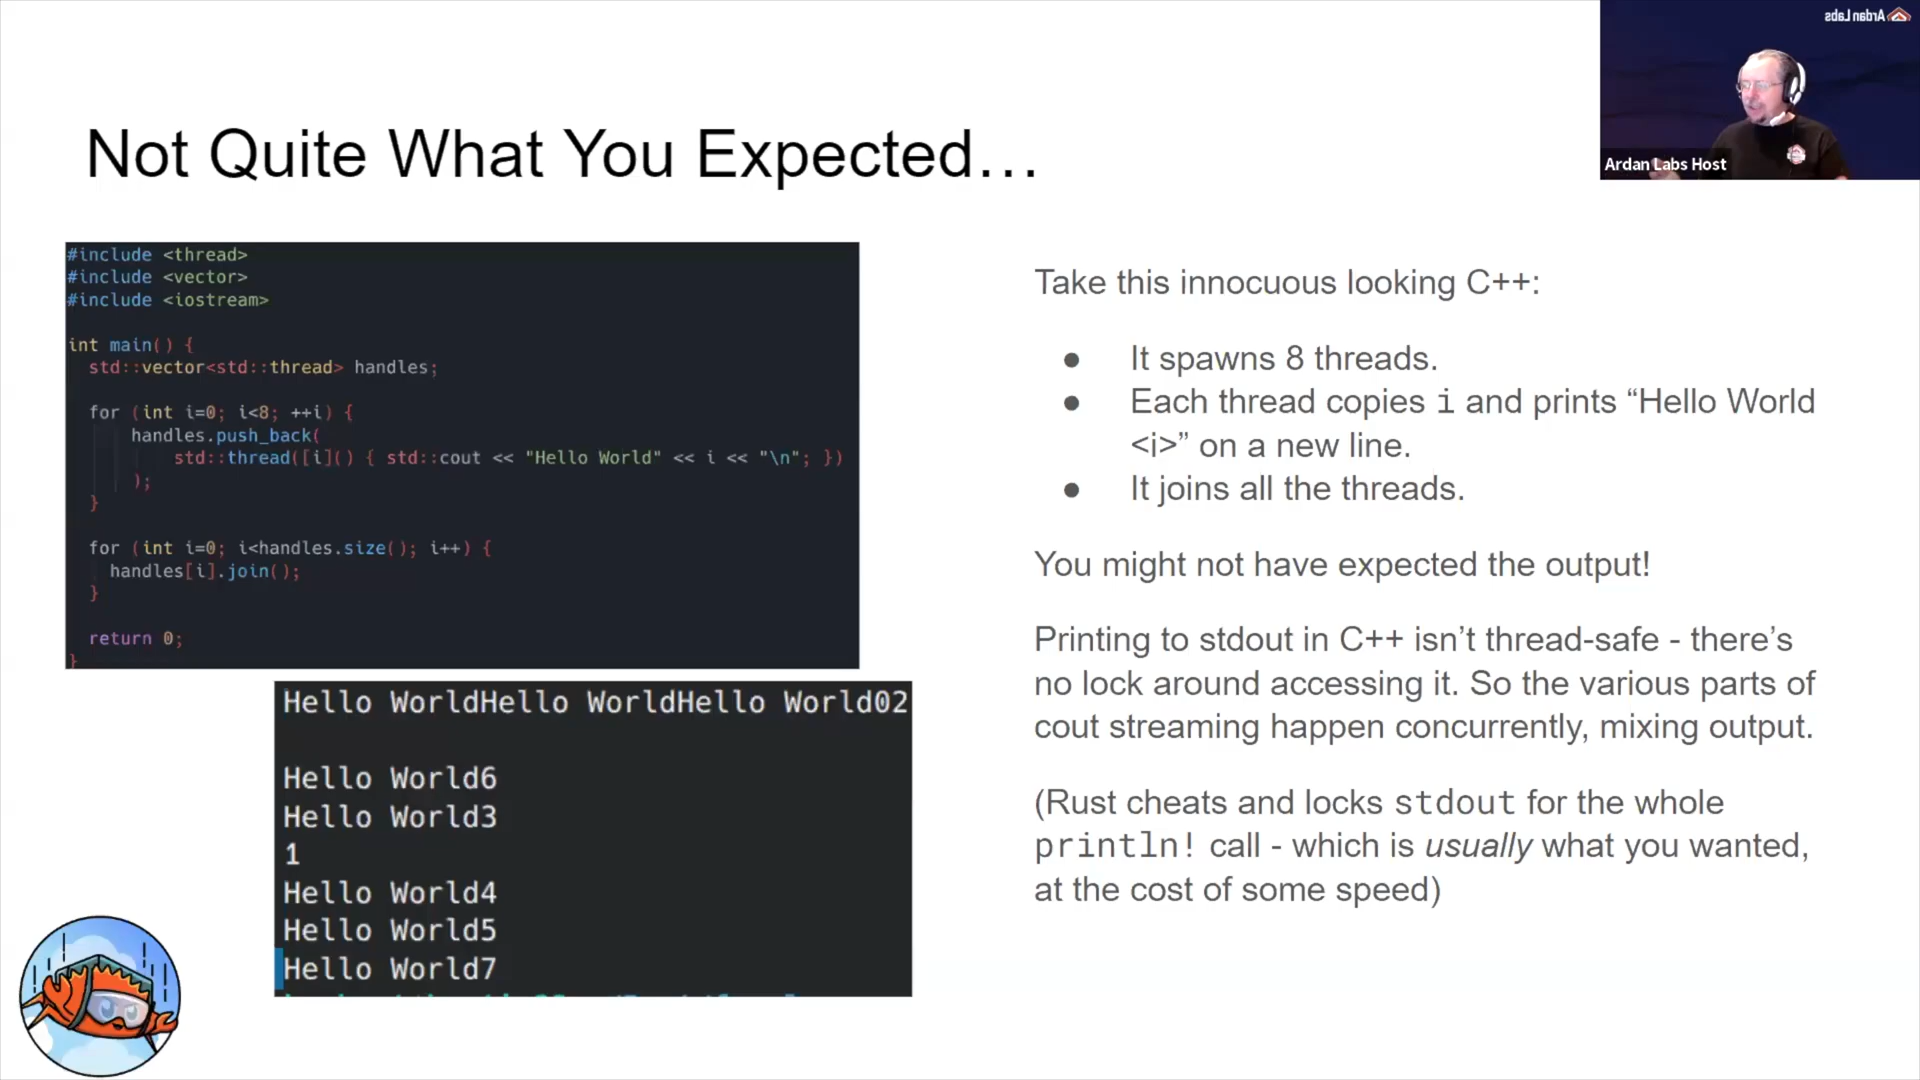 Ardan Labs
Ardan Labs Host
Not Quite What You Expected…
#include <thread>
#include <vector>
#include <iostream>
int main() {
std::vector<std::thread> handles;
for (int i=0; i<8; ++i) {
handles.push_back(
std::thread([i]() { std::cout << "Hello World" << i << "\n"; })
);
}
for (int i=0; i<handles.size(); i++) {
handles[i].join();
}
return 0;
}
Hello WorldHello WorldHello World02
Hello World6
Hello World3
1
Hello World4
Hello World5
Hello World7
Take this innocuous looking C++:
● It spawns 8 threads.
● Each thread copies i and prints “Hello World
<i>” on a new line.
● It joins all the threads.
You might not have expected the output!
Printing to stdout in C++ isn’t thread-safe - there’s
no lock around accessing it. So the various parts of
cout streaming happen concurrently, mixing output.
(Rust cheats and locks stdout for the whole
println! call - which is usually what you wanted,
at the cost of some speed)